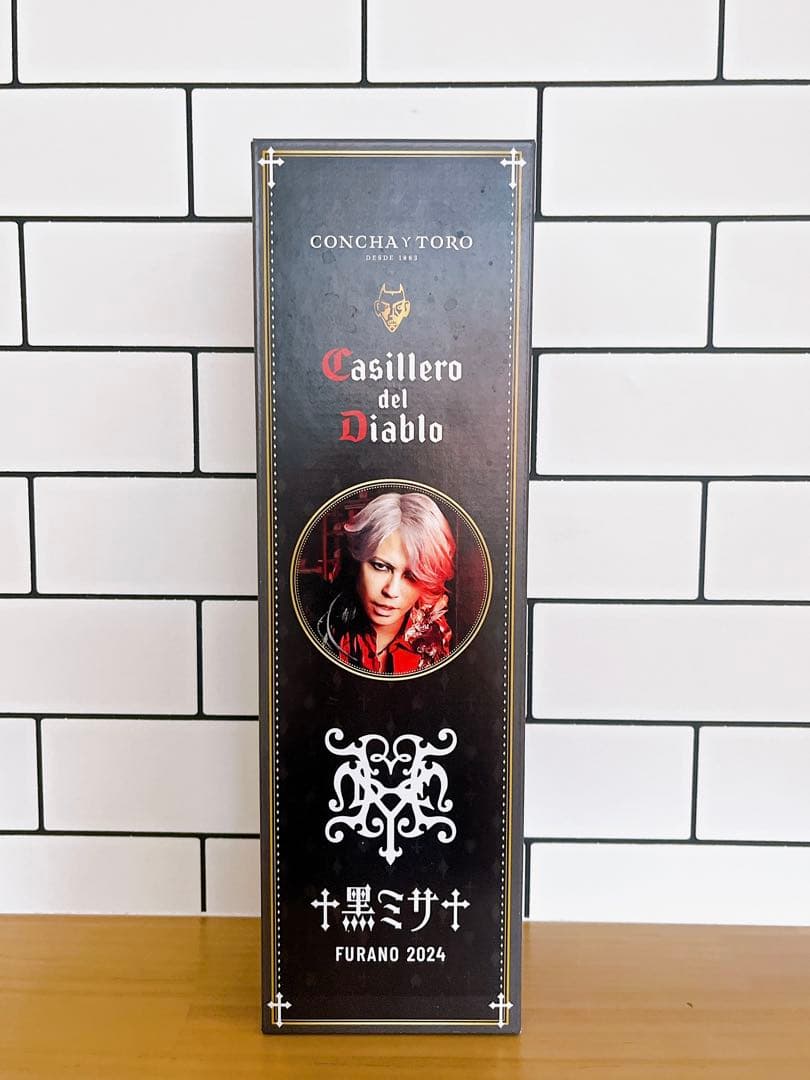 CONCHA Y TORO
DESDE 1883
Casillero
del
Diablo
黒ミサ
FURANO 2024